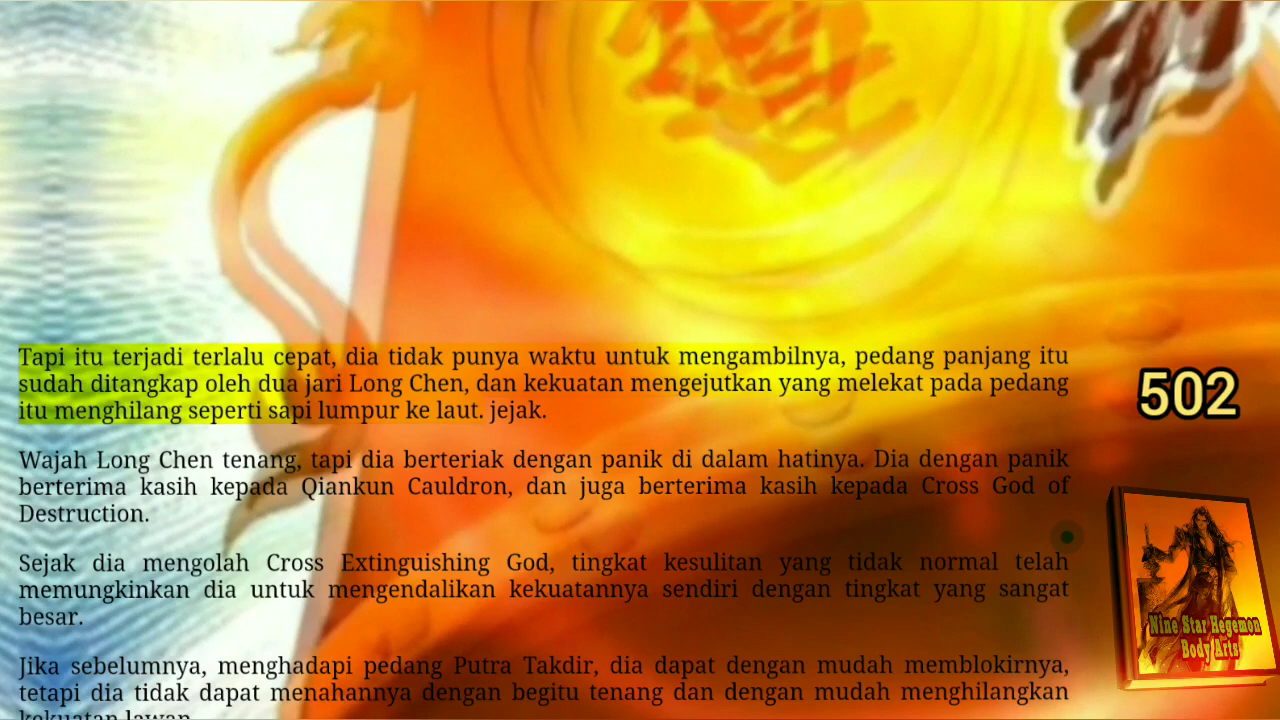 Tapi itu terjadi terlalu cepat, dia tidak punya waktu untuk mengambilnya, pedang panjang itu
sudah ditangkap oleh dua jari Long Chen, dan kekuatan mengejutkan yang melekat pada pedang
itu menghilang seperti sapi lumpur ke laut. jejak.
Wajah Long Chen tenang, tapi dia berteriak dengan panik di dalam hatinya. Dia dengan panik
berterima kasih kepada Qiankun Cauldron, dan juga berterima kasih kepada Cross God of
Destruction.
Sejak dia mengolah Cross Extinguishing God, tingkat kesulitan yang tidak normal telah
memungkinkan dia untuk mengendalikan kekuatannya sendiri dengan tingkat yang sangat
besar.
Jika sebelumnya, menghadapi pedang Putra Takdir, dia dapat dengan mudah memblokirnya,
tetapi dia tidak dapat menahannya dengan begitu tenang dan dengan mudah menghilangkan
kekuatan lawan.
502
Nine Star Hegemon
Body Arts